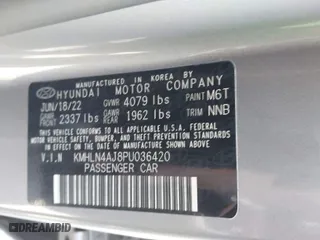 MANUFACTURED IN KOREA BY
HYUNDAI MOTOR COMPANY
JUN/18/22 GVWR 4079 lbs PAINT M6T
GAWR FRONT 2337 lbs GAWR REAR 1962 lbs TRIM NNB
THIS VEHICLE CONFORMS TO ALL APPLICABLE U.S. FEDERAL
MOTOR VEHICLE SAFETY, BUMPER, AND THEFT PREVENTION STANDARDS
IN EFFECT ON THE DATE OF MANUFACTURE SHOWN ABOVE.
V.I.N KMHLN4AJ8PU036420
PASSENGER CAR